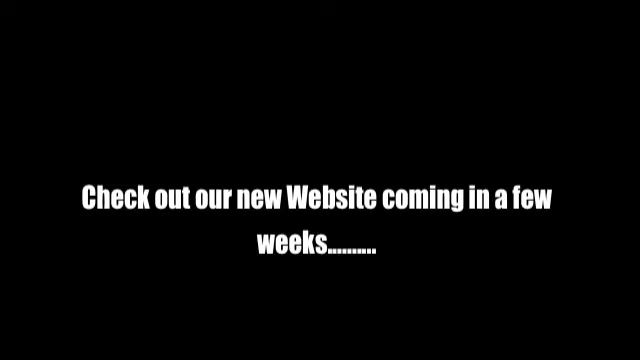 Check out our new Website coming in a few
weeks..........